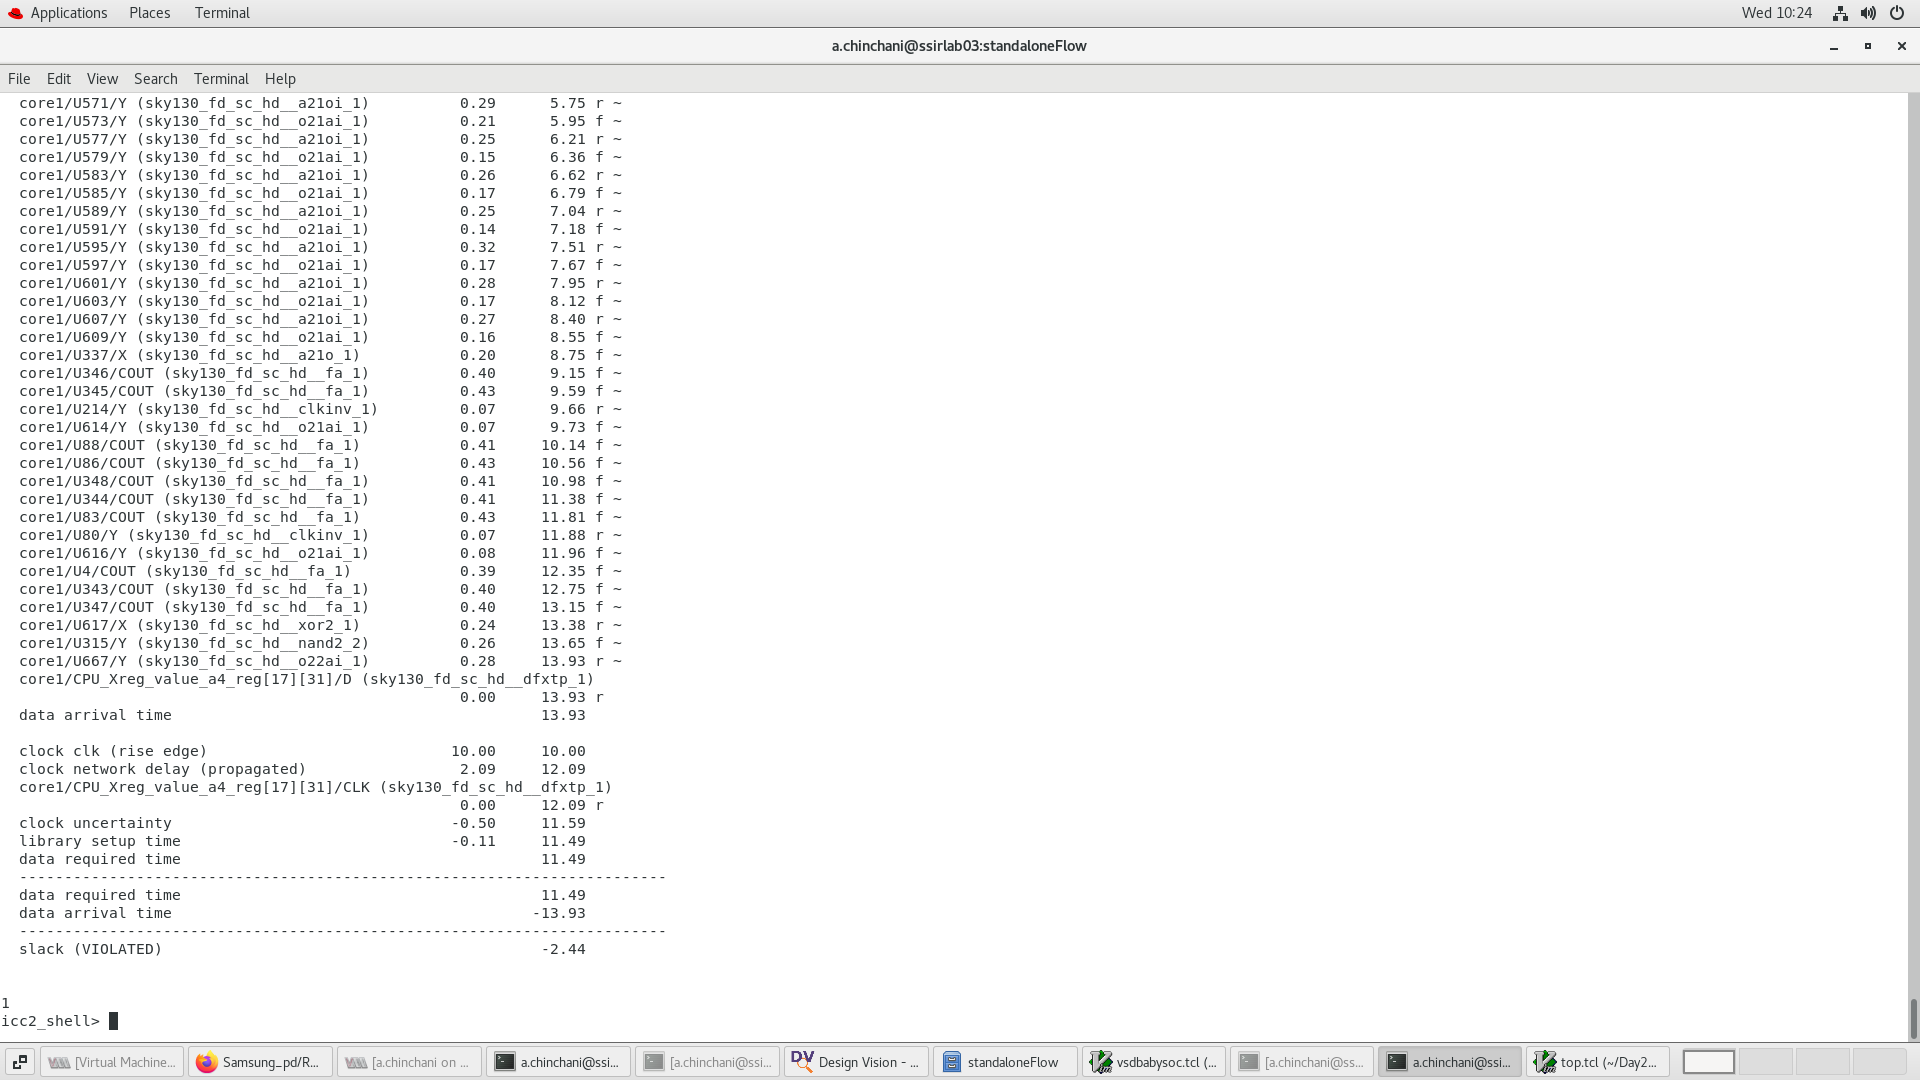 Applications Places Terminal Wed 10:24
a.chinchani@ssirlab03:standaloneFlow
File Edit View Search Terminal Help
core1/U571/Y (sky130_fd_sc_hd__a21oi_1) 0.29 5.75 r ~
core1/U573/Y (sky130_fd_sc_hd__o21ai_1) 0.21 5.95 f ~
core1/U577/Y (sky130_fd_sc_hd__a21oi_1) 0.25 6.21 r ~
core1/U579/Y (sky130_fd_sc_hd__o21ai_1) 0.15 6.36 f ~
core1/U583/Y (sky130_fd_sc_hd__a21oi_1) 0.26 6.62 r ~
core1/U585/Y (sky130_fd_sc_hd__o21ai_1) 0.17 6.79 f ~
core1/U589/Y (sky130_fd_sc_hd__a21oi_1) 0.25 7.04 r ~
core1/U591/Y (sky130_fd_sc_hd__o21ai_1) 0.14 7.18 f ~
core1/U595/Y (sky130_fd_sc_hd__a21oi_1) 0.32 7.51 r ~
core1/U597/Y (sky130_fd_sc_hd__o21ai_1) 0.17 7.67 f ~
core1/U601/Y (sky130_fd_sc_hd__a21oi_1) 0.28 7.95 r ~
core1/U603/Y (sky130_fd_sc_hd__o21ai_1) 0.17 8.12 f ~
core1/U607/Y (sky130_fd_sc_hd__a21oi_1) 0.27 8.40 r ~
core1/U609/Y (sky130_fd_sc_hd__o21ai_1) 0.16 8.55 f ~
core1/U337/X (sky130_fd_sc_hd__a21o_1) 0.20 8.75 f ~
core1/U346/COUT (sky130_fd_sc_hd__fa_1) 0.40 9.15 f ~
core1/U345/COUT (sky130_fd_sc_hd__fa_1) 0.43 9.59 f ~
core1/U214/Y (sky130_fd_sc_hd__clkinv_1) 0.07 9.66 r ~
core1/U614/Y (sky130_fd_sc_hd__o21ai_1) 0.07 9.73 f ~
core1/U88/COUT (sky130_fd_sc_hd__fa_1) 0.41 10.14 f ~
core1/U86/COUT (sky130_fd_sc_hd__fa_1) 0.43 10.56 f ~
core1/U348/COUT (sky130_fd_sc_hd__fa_1) 0.41 10.98 f ~
core1/U344/COUT (sky130_fd_sc_hd__fa_1) 0.41 11.38 f ~
core1/U83/COUT (sky130_fd_sc_hd__fa_1) 0.43 11.81 f ~
core1/U80/Y (sky130_fd_sc_hd__clkinv_1) 0.07 11.88 r ~
core1/U616/Y (sky130_fd_sc_hd__o21ai_1) 0.08 11.96 f ~
core1/U4/COUT (sky130_fd_sc_hd__fa_1) 0.39 12.35 f ~
core1/U343/COUT (sky130_fd_sc_hd__fa_1) 0.40 12.75 f ~
core1/U347/COUT (sky130_fd_sc_hd__fa_1) 0.40 13.15 f ~
core1/U617/X (sky130_fd_sc_hd__xor2_1) 0.24 13.38 r ~
core1/U315/Y (sky130_fd_sc_hd__nand2_2) 0.26 13.65 f ~
core1/U667/Y (sky130_fd_sc_hd__o22ai_1) 0.28 13.93 r ~
core1/CPU_Xreg_value_a4_reg[17][31]/D (sky130_fd_sc_hd__dfxtp_1)
0.00 13.93 r
data arrival time 13.93
clock clk (rise edge) 10.00 10.00
clock network delay (propagated) 2.09 12.09
core1/CPU_Xreg_value_a4_reg[17][31]/CLK (sky130_fd_sc_hd__dfxtp_1)
0.00 12.09 r
clock uncertainty -0.50 11.59
library setup time -0.11 11.49
data required time 11.49
------------------------------------------------------------------------
data required time 11.49
data arrival time -13.93
------------------------------------------------------------------------
slack (VIOLATED) -2.44
1
icc2_shell>
[Virtual Machine... Samsung_pd/R... [a.chinchani on ... a.chinchani@ssi... [a.chinchani@ssi... Design Vision - ... standaloneFlow vsdbabysoc.tcl (... [a.chinchani@ss... a.chinchani@ssi... top.tcl (~/Day2...